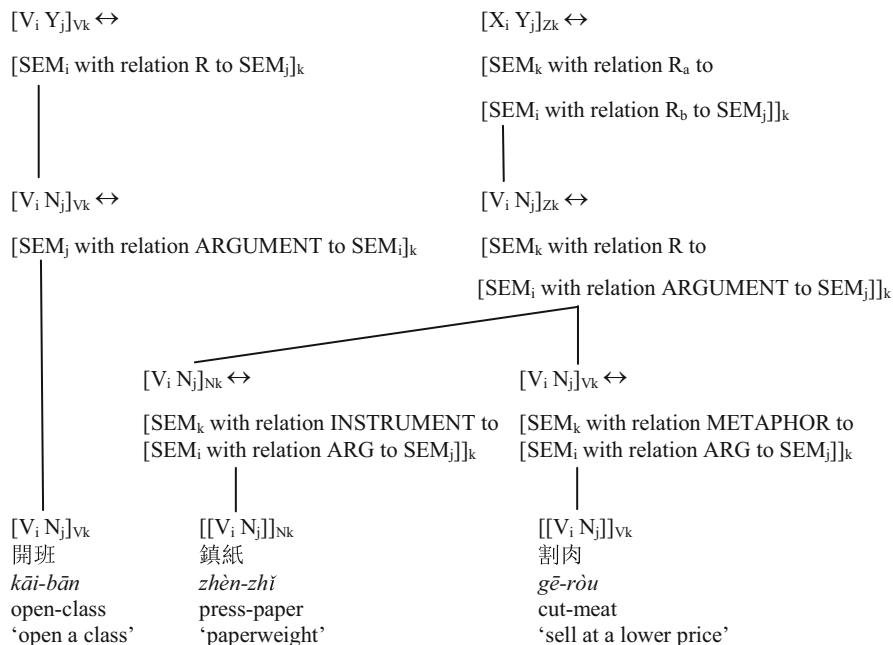 [Vᵢ Yⱼ]Vk ↔
[SEMᵢ with relation R to SEMⱼ]k
[Xᵢ Yⱼ]Zk ↔
[SEMk with relation Ra to
[SEMᵢ with relation Rb to SEMⱼ]]k
[Vᵢ Nⱼ]Vk ↔
[SEMⱼ with relation ARGUMENT to SEMᵢ]k
[Vᵢ Nⱼ]Zk ↔
[SEMk with relation R to
[SEMᵢ with relation ARGUMENT to SEMⱼ]]k
[Vᵢ Nⱼ]Nk ↔
[SEMk with relation INSTRUMENT to
[SEMᵢ with relation ARG to SEMⱼ]]k
[Vᵢ Nⱼ]Vk ↔
[SEMk with relation METAPHOR to
[SEMᵢ with relation ARG to SEMⱼ]]k
[Vᵢ Nⱼ]Vk
開班
kāi-bān
open-class
‘open a class’
[[Vᵢ Nⱼ]]Nk
鎮紙
zhèn-zhǐ
press-paper
‘paperweight’
[[Vᵢ Nⱼ]]Vk
割肉
gē-ròu
cut-meat
‘sell at a lower price’